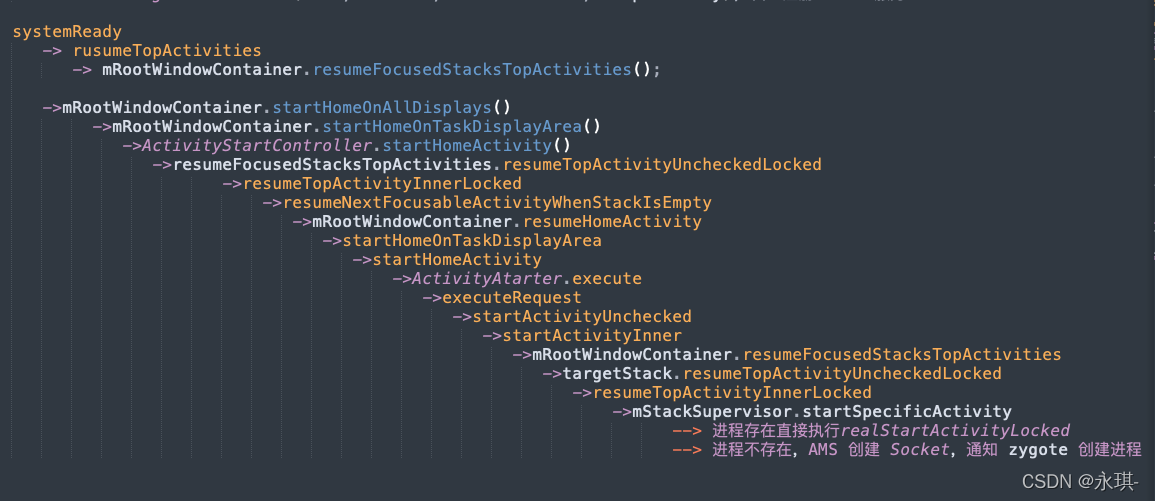 systemReady
-> rusumeTopActivities
-> mRootWindowContainer.resumeFocusedStacksTopActivities();
->mRootWindowContainer.startHomeOnAllDisplays()
->mRootWindowContainer.startHomeOnTaskDisplayArea()
->ActivityStartController.startHomeActivity()
->resumeFocusedStacksTopActivities.resumeTopActivityUncheckedLocked
->resumeTopActivityInnerLocked
->resumeNextFocusableActivityWhenStackIsEmpty
->mRootWindowContainer.resumeHomeActivity
->startHomeOnTaskDisplayArea
->startHomeActivity
->ActivityAtarter.execute
->executeRequest
->startActivityUnchecked
->startActivityInner
->mRootWindowContainer.resumeFocusedStacksTopActivities
->targetStack.resumeTopActivityUncheckedLocked
->resumeTopActivityInnerLocked
->mStackSupervisor.startSpecificActivity
--> 进程存在直接执行realStartActivityLocked
--> 进程不存在, AMS 创建 Socket, 通知 zygote 创建进程
CSDN @永琪-